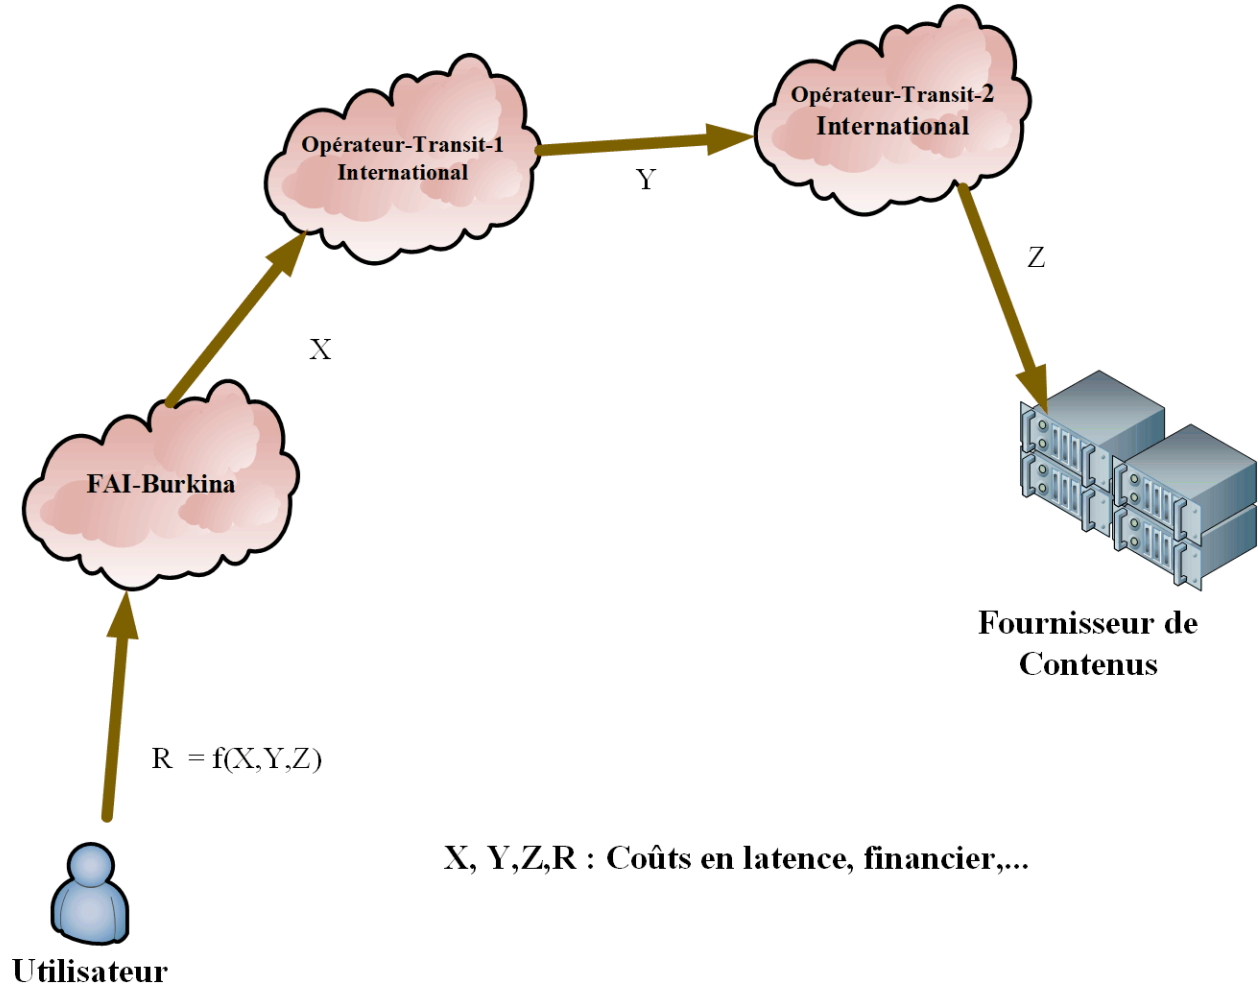 Opérateur-Transit-2
International
Opérateur-Transit-1
International
Y
Z
X
FAI-Burkina
Fournisseur de
Contenus
R = f(X,Y,Z)
X, Y,Z,R : Coûts en latence, financier,...
Utilisateur